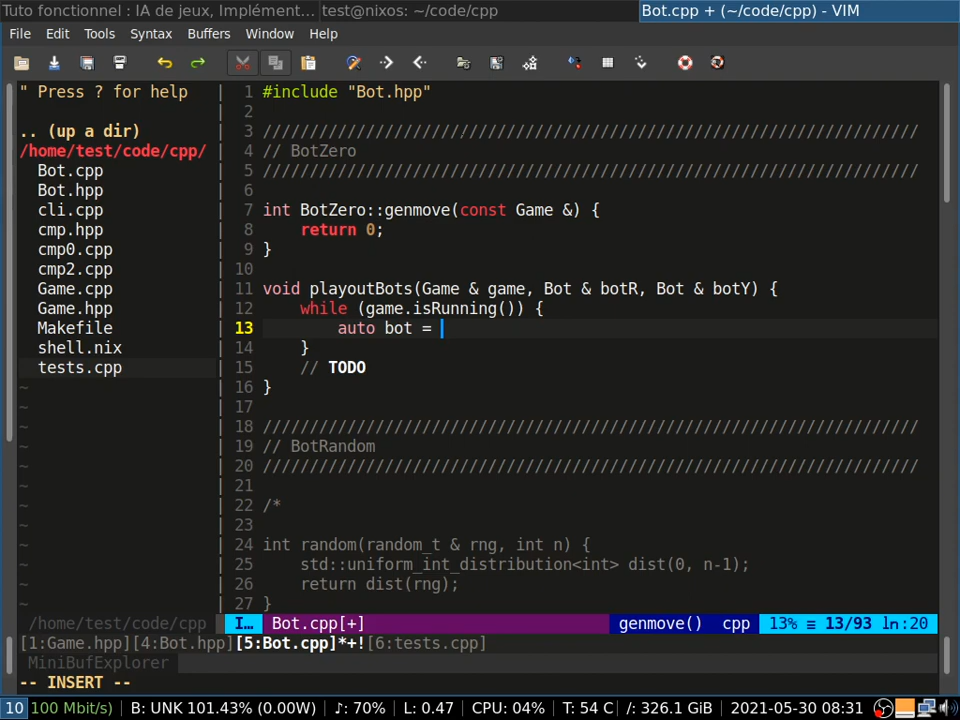 Tuto fonctionnel : IA de jeux, Implément... test@nixos: ~/code/cpp Bot.cpp + (~/code/cpp) - VIM
File Edit Tools Syntax Buffers Window Help
" Press ? for help
.. (up a dir)
/home/test/code/cpp/
Bot.cpp
Bot.hpp
cli.cpp
cmp.hpp
cmp0.cpp
cmp2.cpp
Game.cpp
Game.hpp
Makefile
shell.nix
tests.cpp
~
~
~
~
~
~
~
~
~
~
~
~
1 #include "Bot.hpp"
2
3 //////////////////////////////////////////////////////////////////////
4 // BotZero
5 //////////////////////////////////////////////////////////////////////
6
7 int BotZero::genmove(const Game &) {
8     return 0;
9 }
10
11 void playoutBots(Game & game, Bot & botR, Bot & botY) {
12     while (game.isRunning()) {
13         auto bot =
14     }
15     // TODO
16 }
17
18 //////////////////////////////////////////////////////////////////////
19 // BotRandom
20 //////////////////////////////////////////////////////////////////////
21
22 /*
23
24 int random(random_t & rng, int n) {
25     std::uniform_int_distribution<int> dist(0, n-1);
26     return dist(rng);
27 }
/home/test/code/cpp I… Bot.cpp[+] genmove() cpp 13% ≡ 13/93 ln:20
[1:Game.hpp][4:Bot.hpp][5:Bot.cpp]*+![6:tests.cpp]
MiniBufExplorer
-- INSERT --
10 100 Mbit/s) B: UNK 101.43% (0.00W) ♪: 70% L: 0.47 CPU: 04% T: 54 C /: 326.1 GiB 2021-05-30 08:31